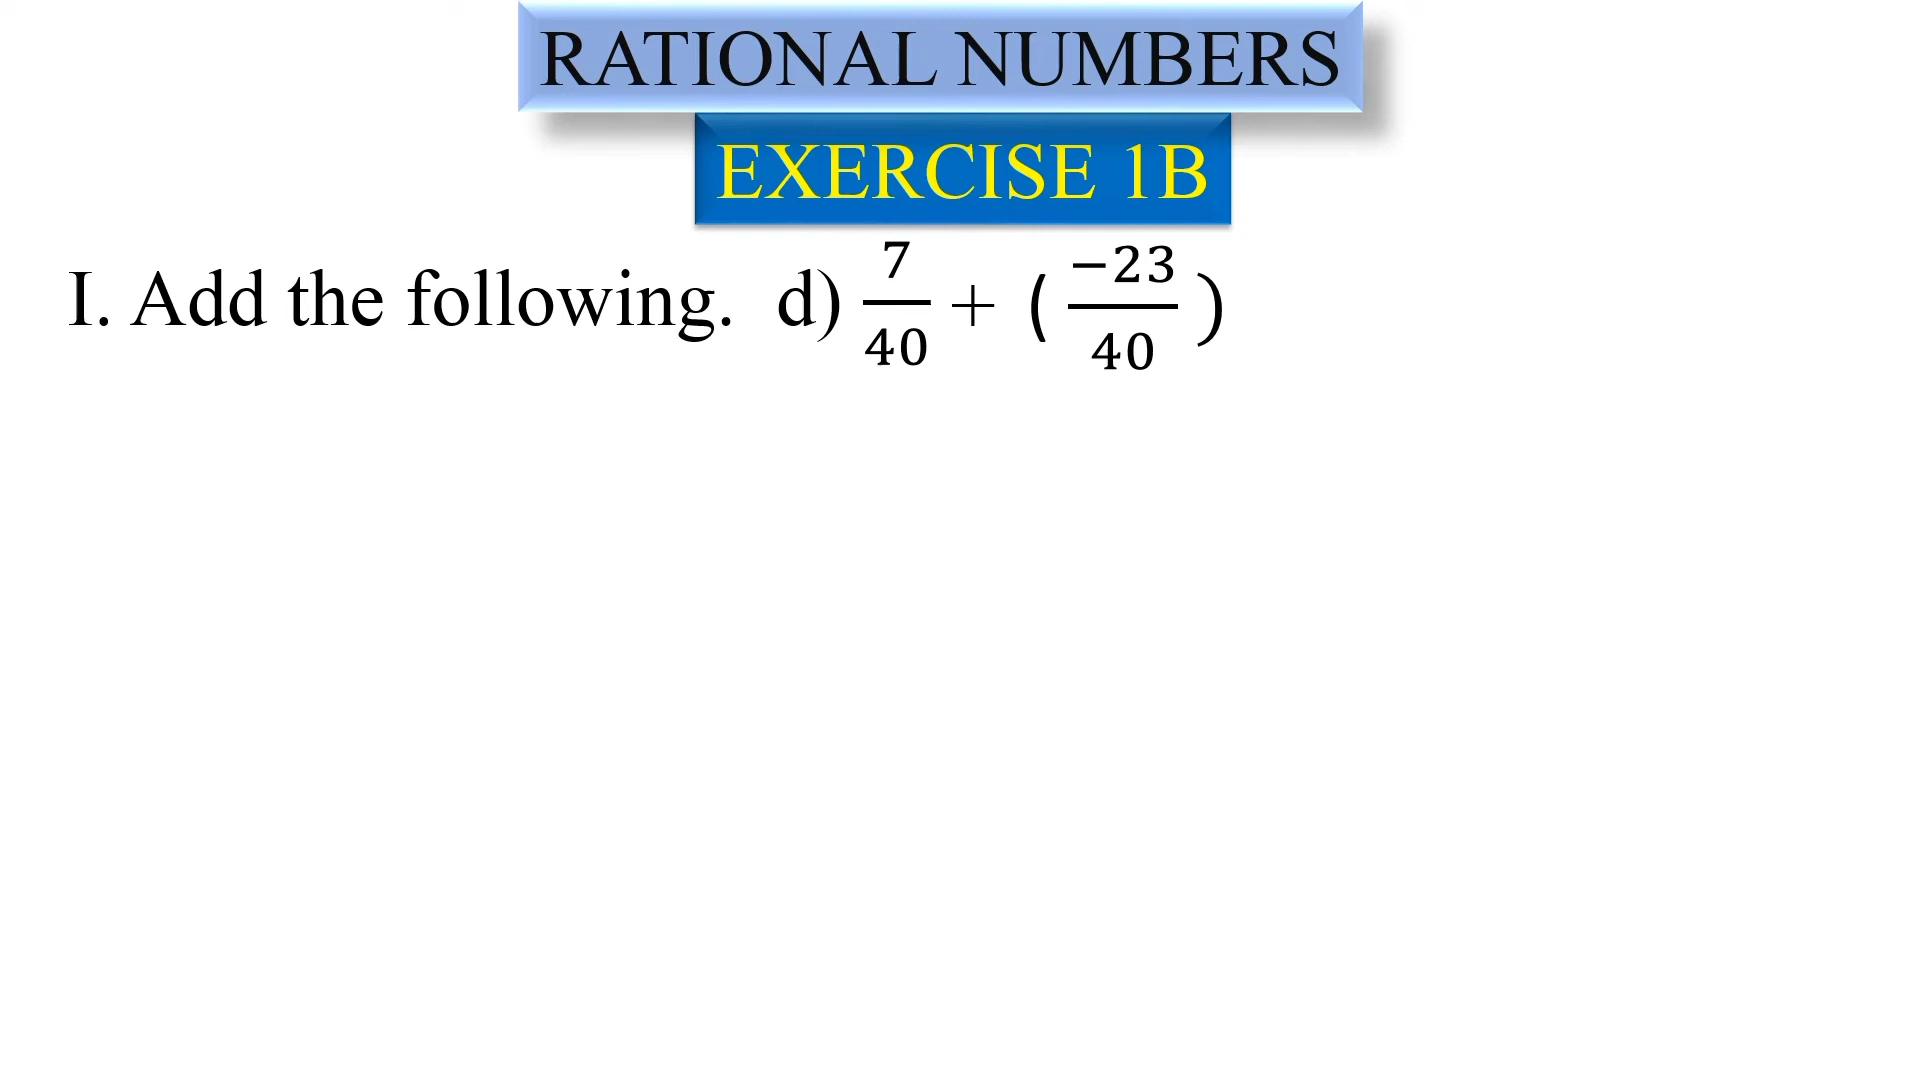 RATIONAL NUMBERS
EXERCISE 1B
I. Add the following. d) 7/40 + (−23/40)